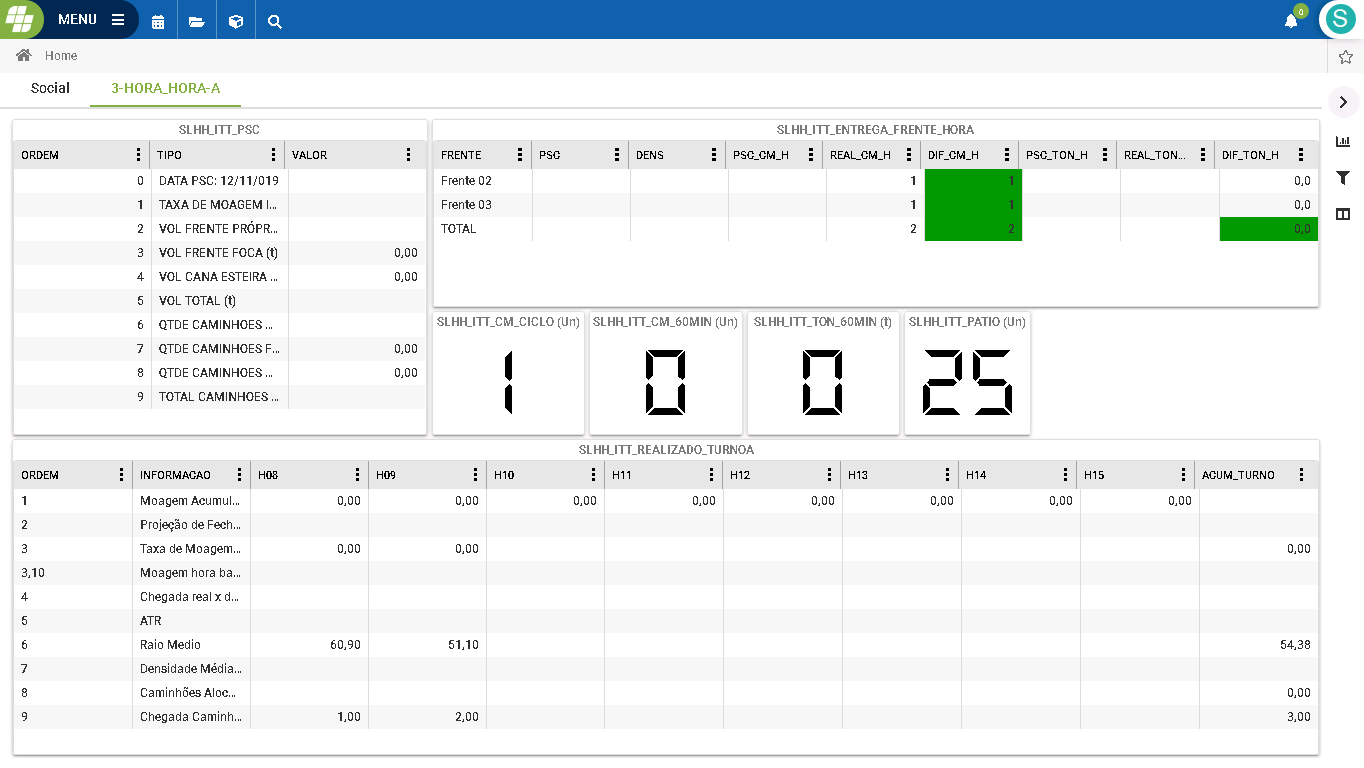 MENU
0
S
Home
Social 3-HORA_HORA-A
SLHH_ITT_PSC
ORDEM TIPO VALOR
0 DATA PSC: 12/11/019
1 TAXA DE MOAGEM I...
2 VOL FRENTE PRÓPR...
3 VOL FRENTE FOCA (t) 0,00
4 VOL CANA ESTEIRA ... 0,00
5 VOL TOTAL (t)
6 QTDE CAMINHOES ...
7 QTDE CAMINHOES F... 0,00
8 QTDE CAMINHOES ... 0,00
9 TOTAL CAMINHOES ...
SLHH_ITT_ENTREGA_FRENTE_HORA
FRENTE PSC DENS PSC_CM_H REAL_CM_H DIF_CM_H PSC_TON_H REAL_TON... DIF_TON_H
Frente 02 1 1 0,0
Frente 03 1 1 0,0
TOTAL 2 2 0,0
SLHH_ITT_CM_CICLO (Un) SLHH_ITT_CM_60MIN (Un) SLHH_ITT_TON_60MIN (t) SLHH_ITT_PATIO (Un)
1 0 0 25
SLHH_ITT_REALIZADO_TURNOA
ORDEM INFORMACAO H08 H09 H10 H11 H12 H13 H14 H15 ACUM_TURNO
1 Moagem Acumul... 0,00 0,00 0,00 0,00 0,00 0,00 0,00 0,00
2 Projeção de Fech...
3 Taxa de Moagem... 0,00 0,00 0,00
3,10 Moagem hora ba...
4 Chegada real x d...
5 ATR
6 Raio Medio 60,90 51,10 54,38
7 Densidade Média...
8 Caminhões Aloc... 0,00
9 Chegada Caminh... 1,00 2,00 3,00